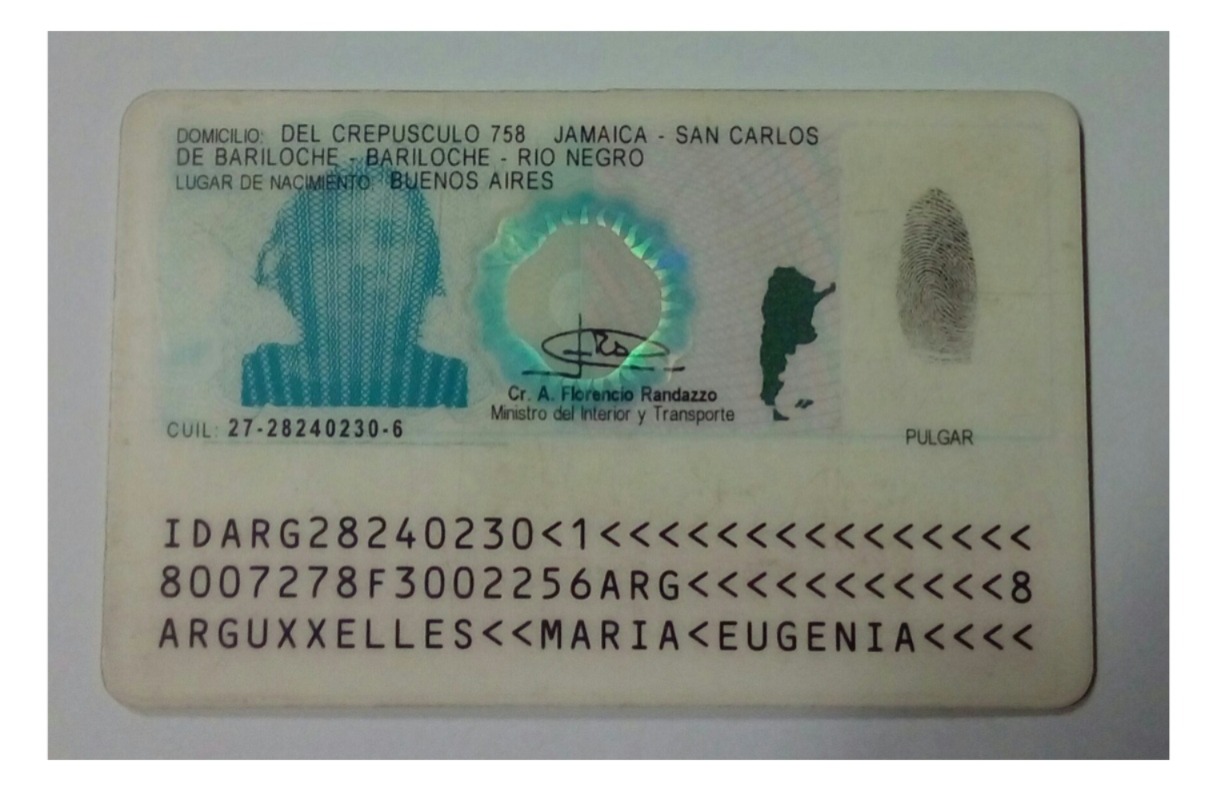 DOMICILIO: DEL CREPUSCULO 758 JAMAICA - SAN CARLOS
DE BARILOCHE - BARILOCHE - RIO NEGRO
LUGAR DE NACIMIENTO: BUENOS AIRES
Cr. A. Florencio Randazzo
Ministro del Interior y Transporte
CUIL: 27-28240230-6
PULGAR
IDARG28240230<1<<<<<<<<<<<<<<<
8007278F3002256ARG<<<<<<<<<<<8
ARGUXXELLES<<MARIA<EUGENIA<<<<